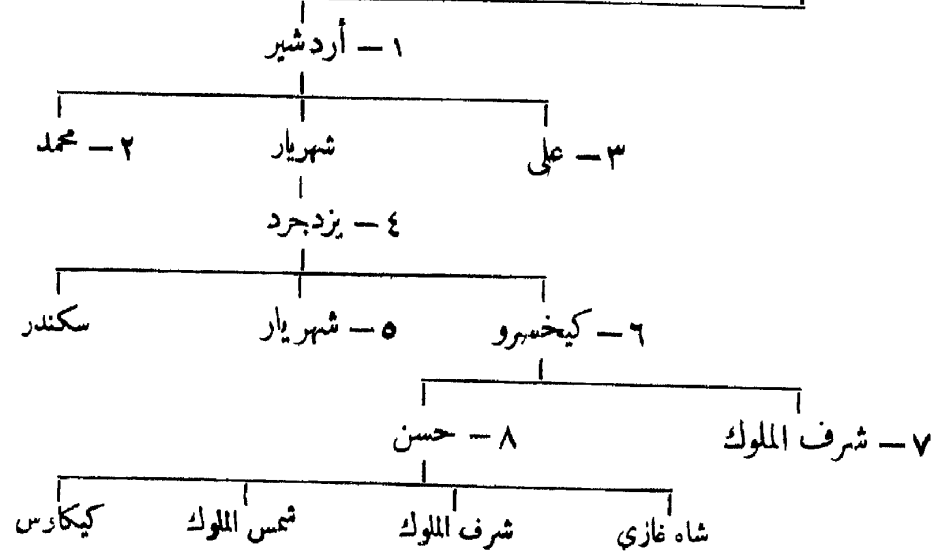 ١ – أردشير
٣ – على شهريار ٢ – محمد
٤ – يزدجرد
٦ – كيخسرو ٥ – شهريار سكندر
٧ – شرف الملوك ٨ – حسن
شاه غازي شرف الملوك شمس الملوك كيكاوس